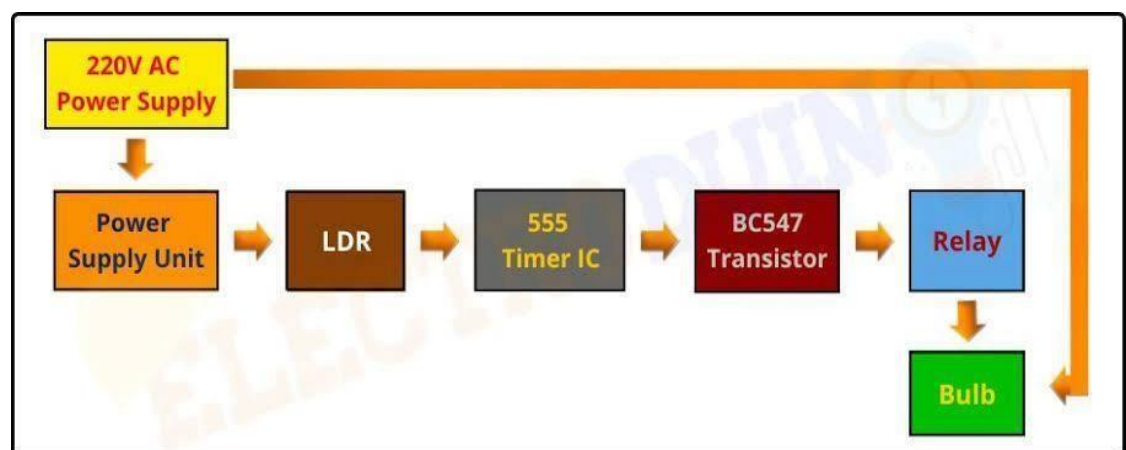 220V AC
Power Supply
Power
Supply Unit
LDR
555
Timer IC
BC547
Transistor
Relay
Bulb